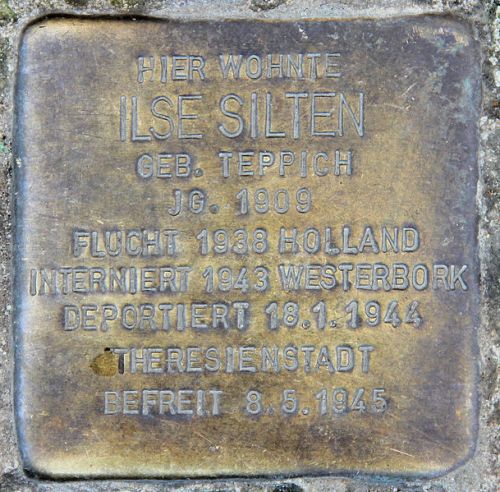 HIER WOHNTE
ILSE SILTEN
GEB. TEPPICH
JG. 1909
FLUCHT 1938 HOLLAND
INTERNIERT 1943 WESTERBORK
DEPORTIERT 18.1.1944
THERESIENSTADT
BEFREIT 8.5.1945